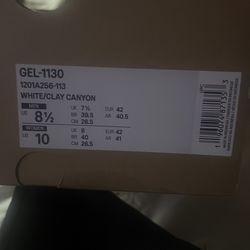 GEL-1130
1201A256-113
WHITE/CLAY CANYON
MEN
US 8½
UK 7½ EUR 42
BR 39.5 AR 40.5
CM 26.5
WOMEN
US 10
UK 8 EUR 42
BR 40 AR 41
CM 26.5